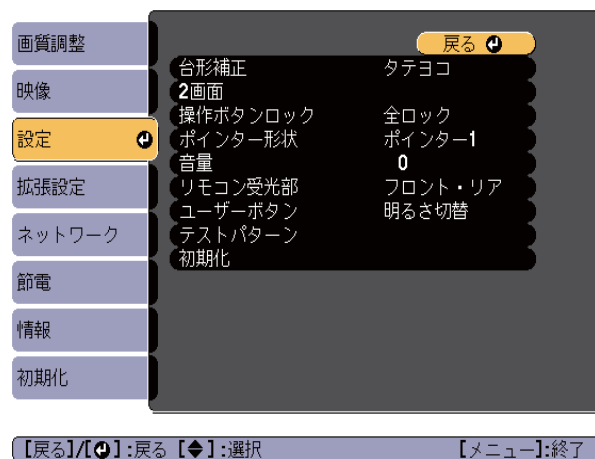 画質調整
映像
設定
拡張設定
ネットワーク
節電
情報
初期化
戻る
台形補正 タテヨコ
2画面
操作ボタンロック 全ロック
ポインター形状 ポインター1
音量 0
リモコン受光部 フロント・リア
ユーザーボタン 明るさ切替
テストパターン
初期化
[戻る]/[]:戻る []:選択 [メニュー]:終了